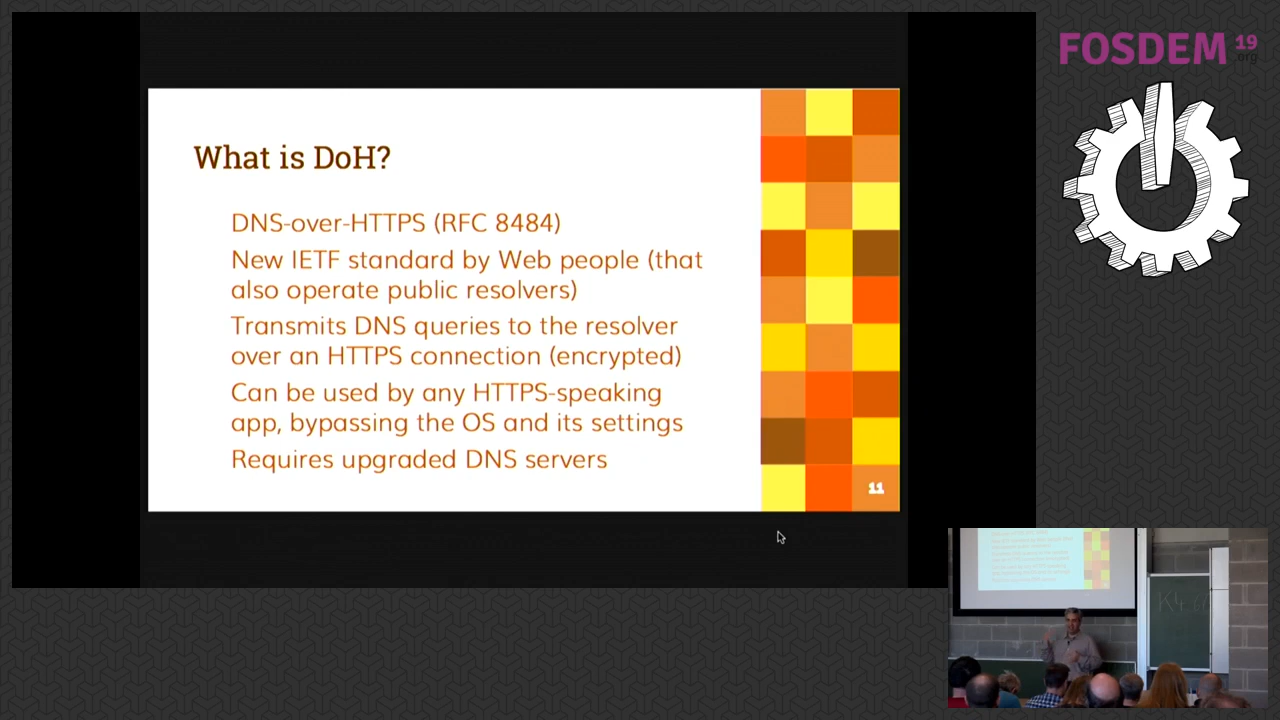 FOSDEM 19
.org
What is DoH?
DNS-over-HTTPS (RFC 8484)
New IETF standard by Web people (that
also operate public resolvers)
Transmits DNS queries to the resolver
over an HTTPS connection (encrypted)
Can be used by any HTTPS-speaking
app, bypassing the OS and its settings
Requires upgraded DNS servers
11